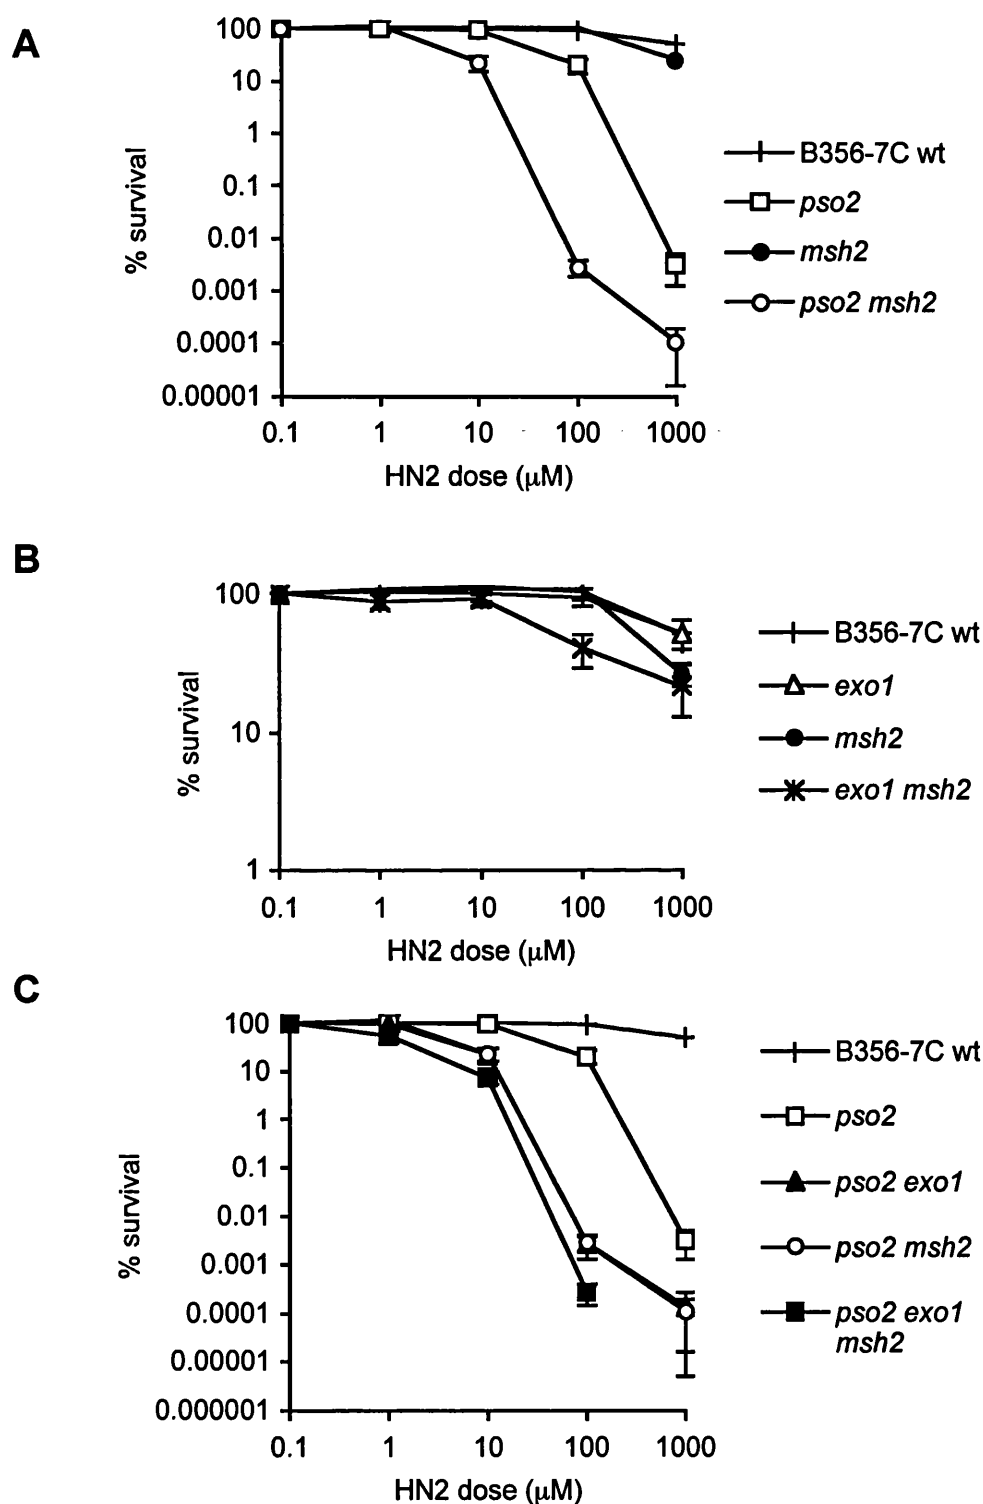 A
100
10
1
0.1
0.01
0.001
0.0001
0.00001
% survival
0.1 1 10 100 1000
HN2 dose (μM)
B356-7C wt
pso2
msh2
pso2 msh2
B
100
10
1
% survival
0.1 1 10 100 1000
HN2 dose (μM)
B356-7C wt
exo1
msh2
exo1 msh2
C
100
10
1
0.1
0.01
0.001
0.0001
0.00001
0.000001
% survival
0.1 1 10 100 1000
HN2 dose (μM)
B356-7C wt
pso2
pso2 exo1
pso2 msh2
pso2 exo1
msh2